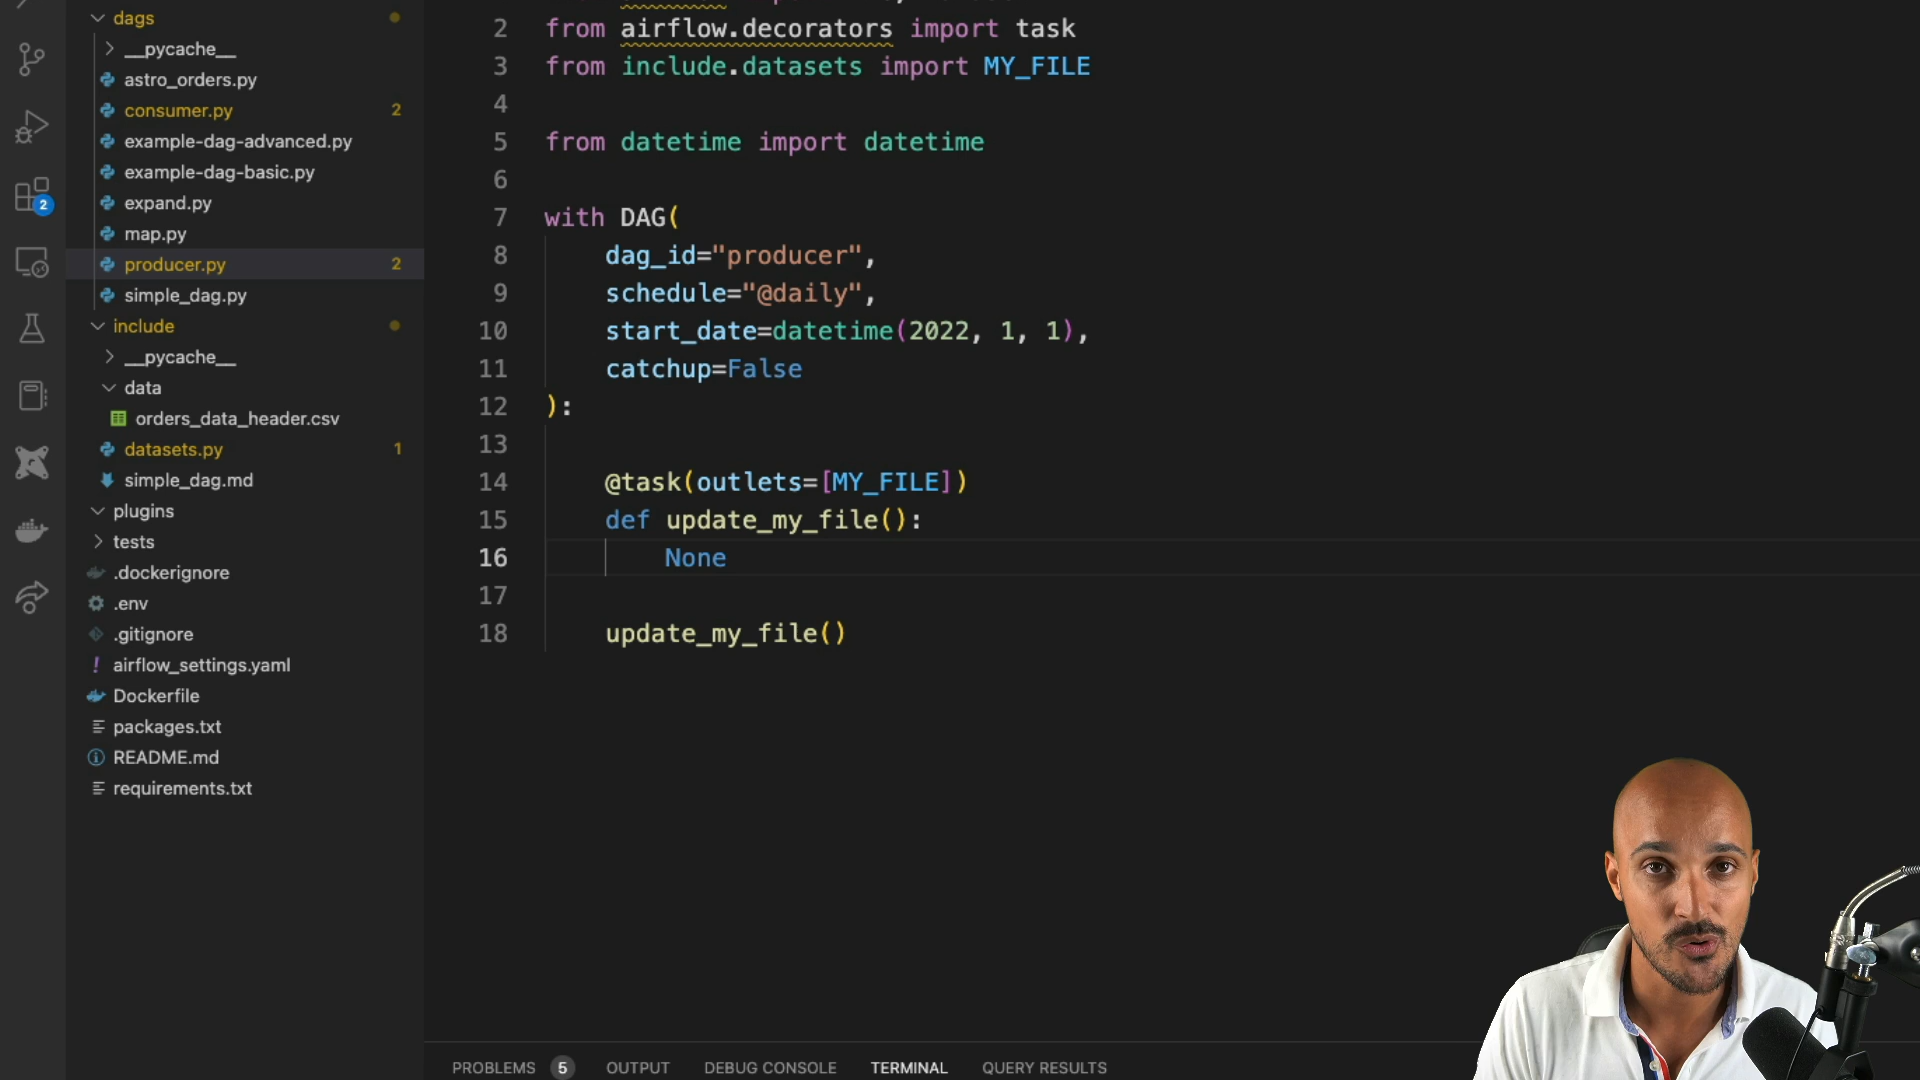 dags
__pycache__
astro_orders.py
consumer.py 2
example-dag-advanced.py
example-dag-basic.py
expand.py
map.py
producer.py 2
simple_dag.py
include
__pycache__
data
orders_data_header.csv
datasets.py 1
simple_dag.md
plugins
tests
.dockerignore
.env
.gitignore
airflow_settings.yaml
Dockerfile
packages.txt
README.md
requirements.txt
2
2 from airflow.decorators import task
3 from include.datasets import MY_FILE
4
5 from datetime import datetime
6
7 with DAG(
8 dag_id="producer",
9 schedule="@daily",
10 start_date=datetime(2022, 1, 1),
11 catchup=False
12 ):
13
14 @task(outlets=[MY_FILE])
15 def update_my_file():
16 None
17
18 update_my_file()
PROBLEMS 5 OUTPUT DEBUG CONSOLE TERMINAL QUERY RESULTS